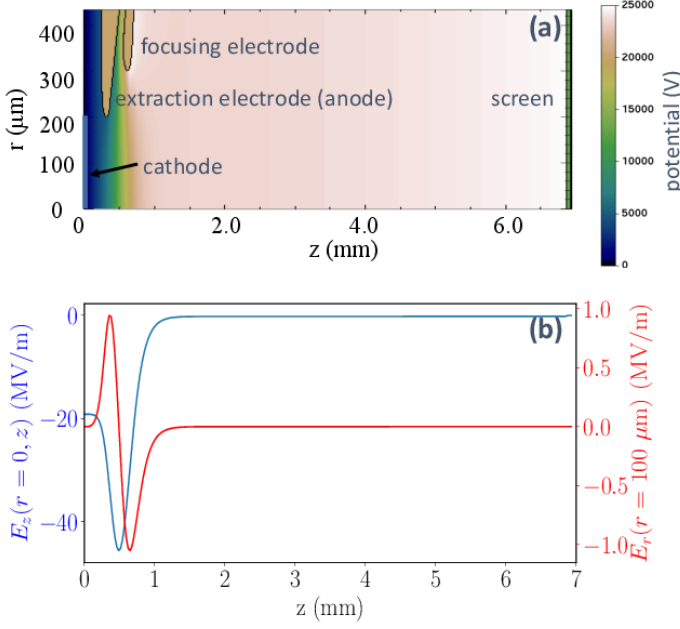 (a)
focusing electrode
extraction electrode (anode)
screen
cathode
400
300
200
100
0
r (μm)
0 2.0 4.0 6.0
z (mm)
25000
20000
15000
10000
5000
0
potential (V)
(b)
0
−20
−40
E_z(r = 0, z) (MV/m)
1.0
0.5
0.0
−0.5
−1.0
E_r(r = 100 μm) (MV/m)
0 1 2 3 4 5 6 7
z (mm)